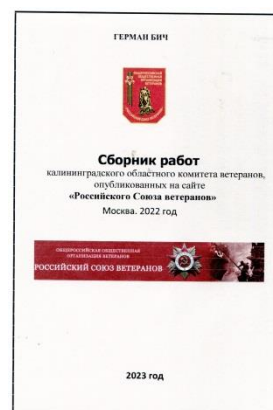 ГЕРМАН БИЧ
Сборник работ
калининградского областного комитета ветеранов,
опубликованных на сайте
«Российского Союза ветеранов»
Москва. 2022 год
ОБЩЕРОССИЙСКАЯ ОБЩЕСТВЕННАЯ
ОРГАНИЗАЦИЯ ВЕТЕРАНОВ
РОССИЙСКИЙ СОЮЗ ВЕТЕРАНОВ
2023 год